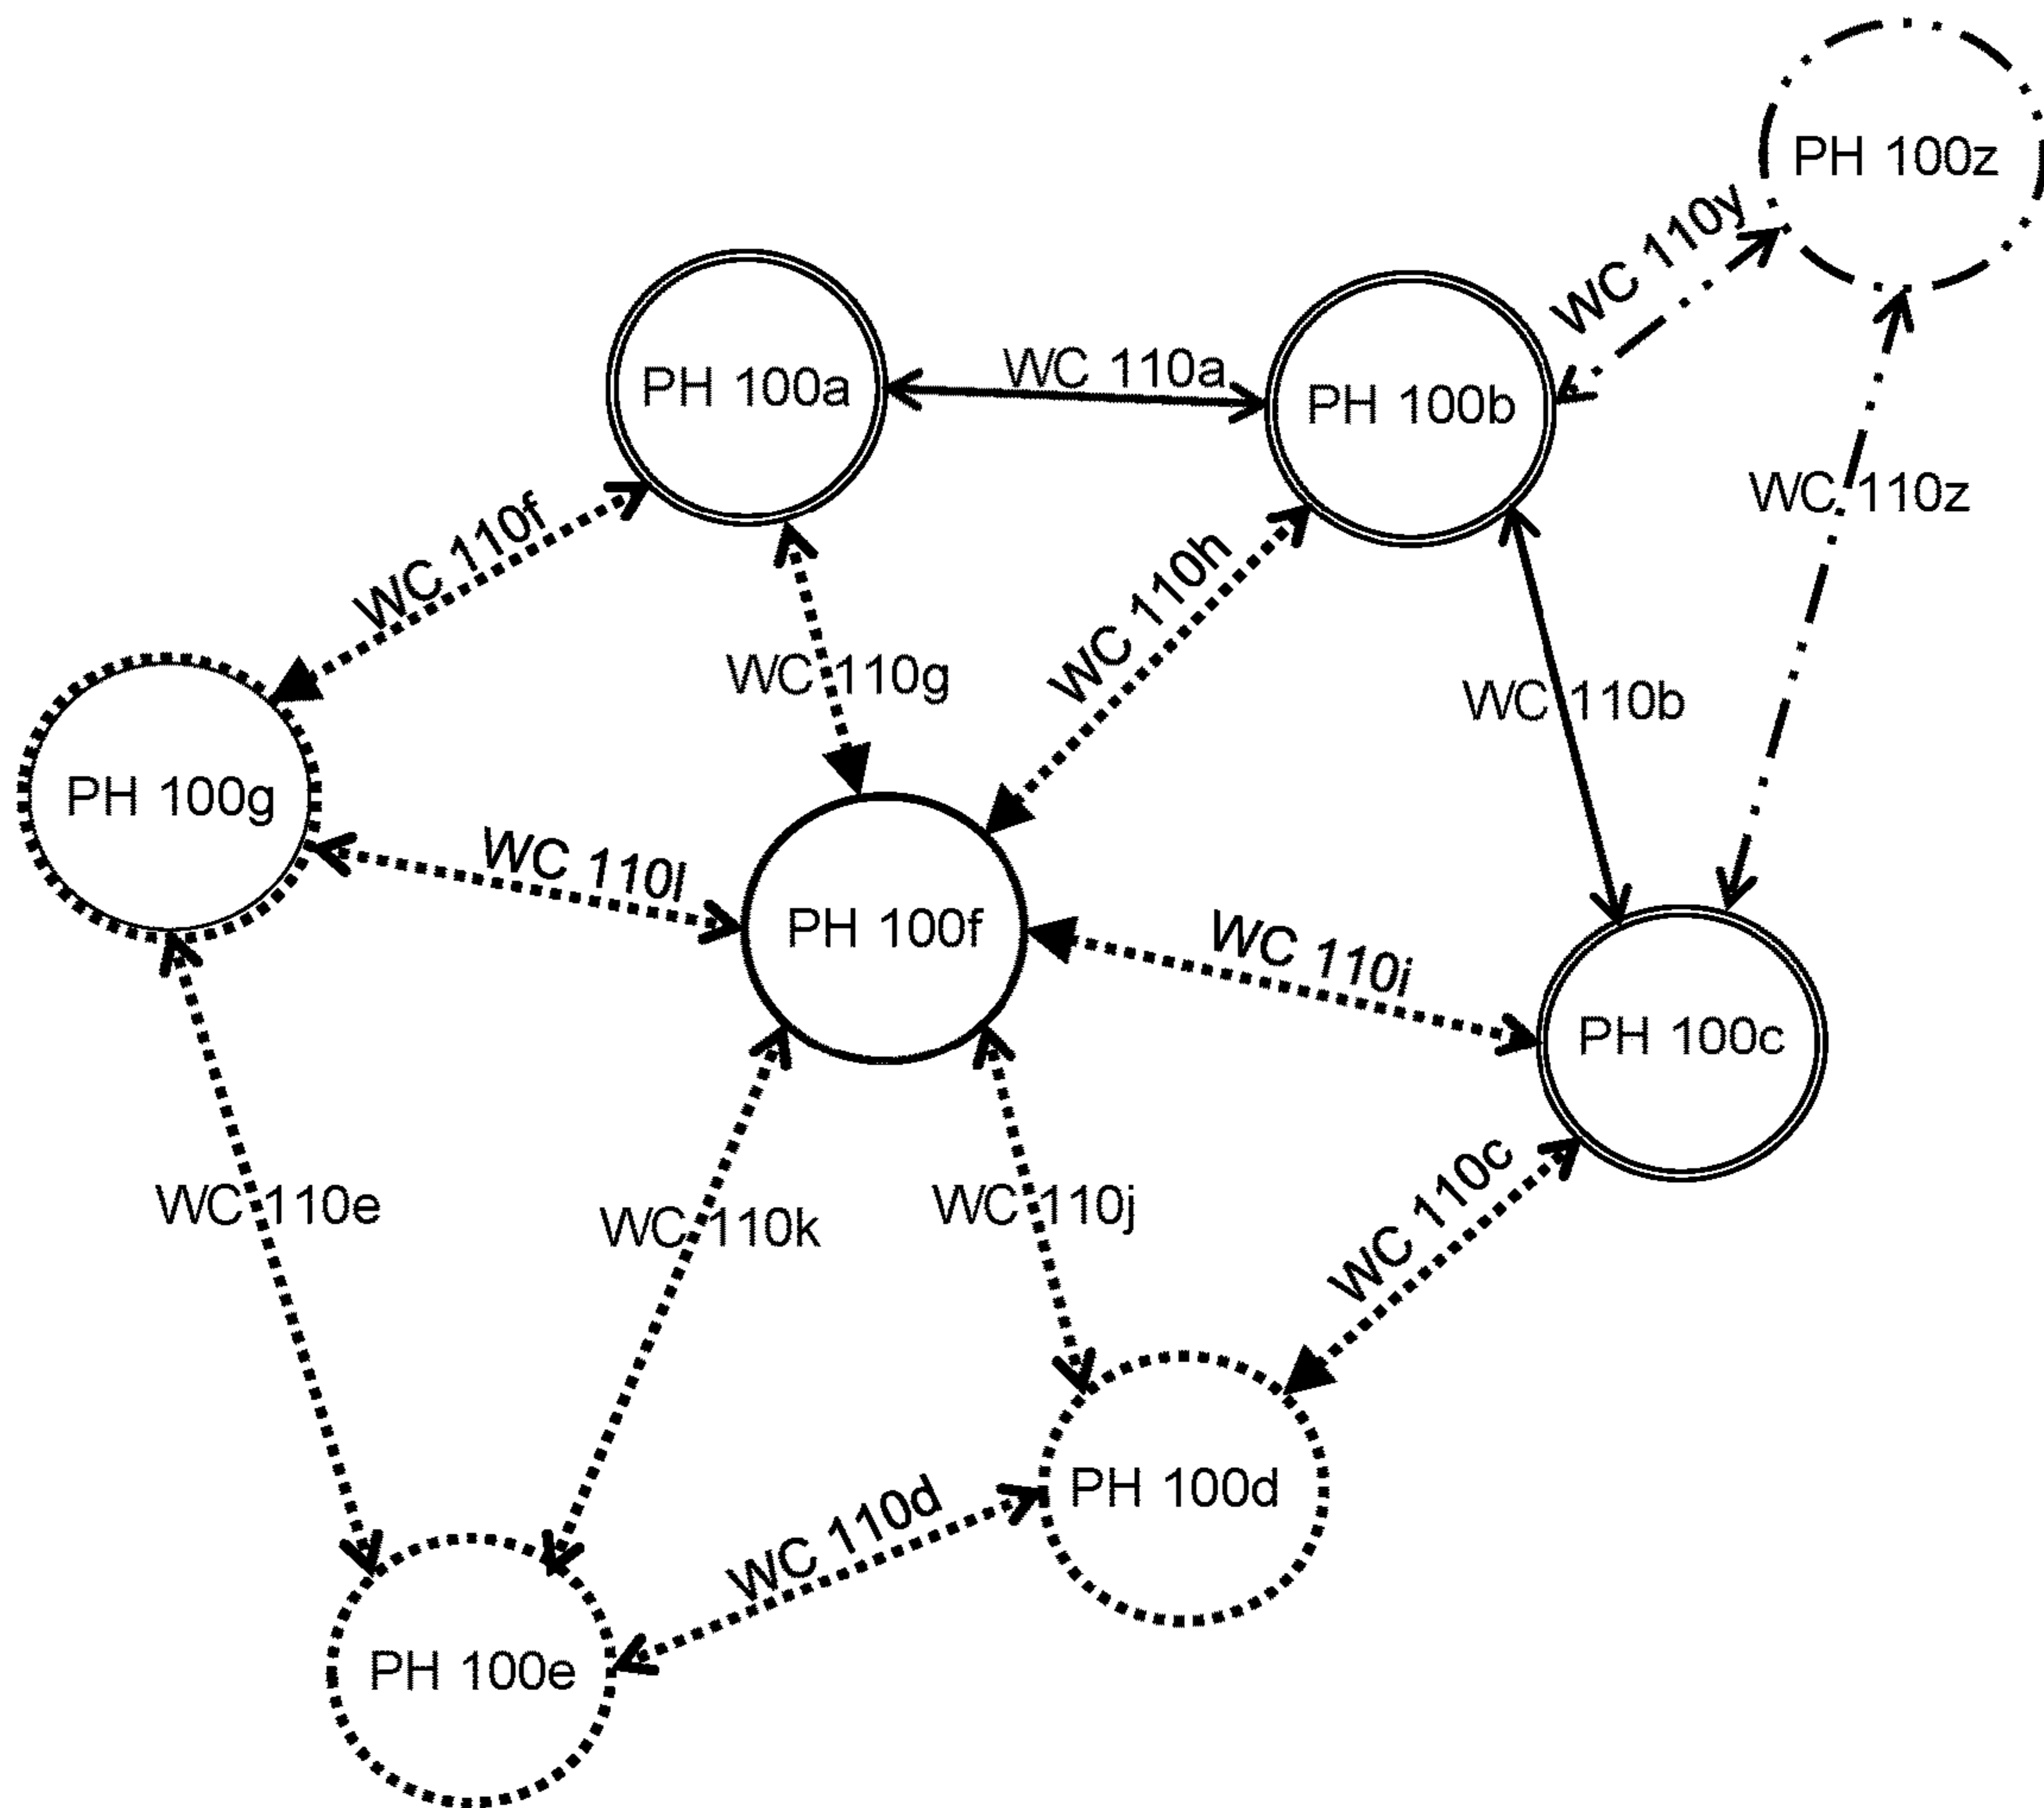 PH 100z
WC 110y
PH 100a
WC 110a
PH 100b
WC 110z
WC 110f
WC 110h
WC 110g
WC 110b
PH 100g
WC 110l
PH 100f
WC 110i
PH 100c
WC 110e
WC 110k
WC 110j
WC 110c
PH 100d
WC 110d
PH 100e